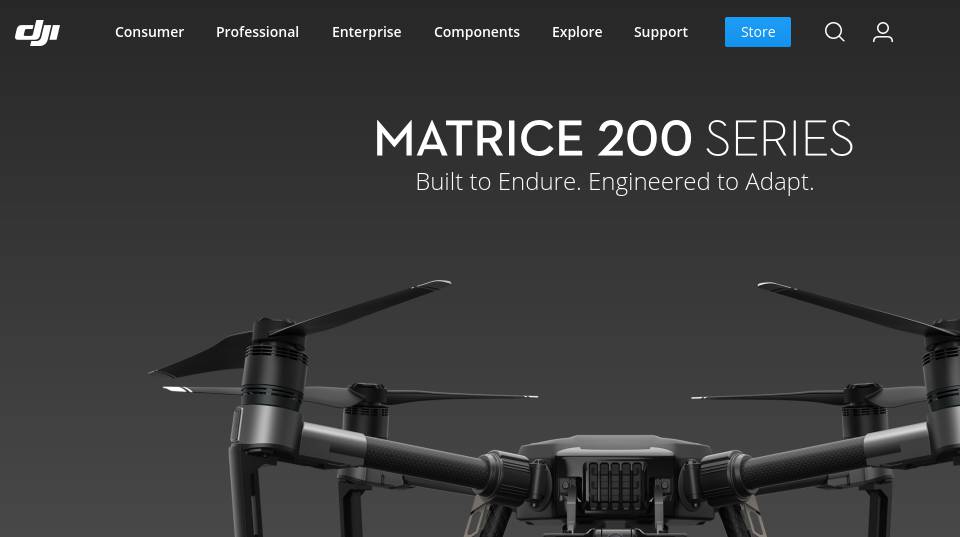 dji
Consumer Professional Enterprise Components Explore Support Store
MATRICE 200 SERIES
Built to Endure. Engineered to Adapt.